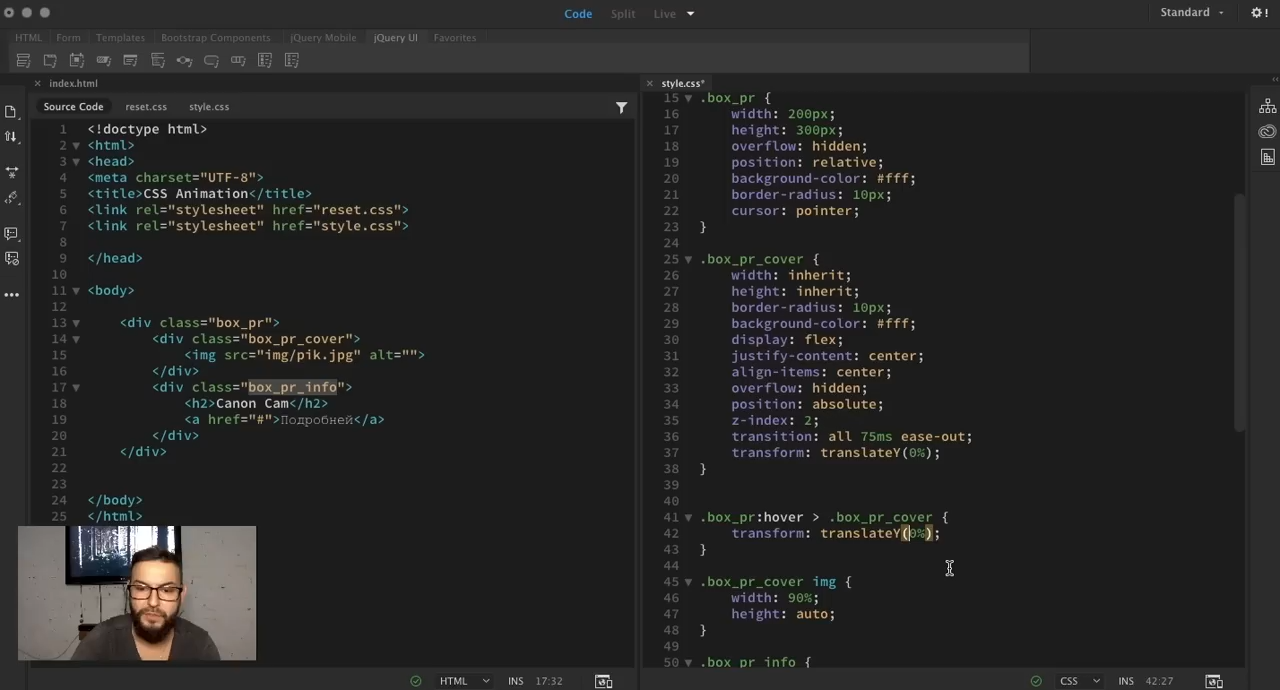 Code Split Live
Standard
HTML Form Templates Bootstrap Components jQuery Mobile jQuery UI Favorites
index.html
Source Code reset.css style.css
1 <!doctype html>
2 <html>
3 <head>
4 <meta charset="UTF-8">
5 <title>CSS Animation</title>
6 <link rel="stylesheet" href="reset.css">
7 <link rel="stylesheet" href="style.css">
8
9 </head>
10
11 <body>
12
13 <div class="box_pr">
14 <div class="box_pr_cover">
15 <img src="img/pik.jpg" alt="">
16 </div>
17 <div class="box_pr_info">
18 <h2>Canon Cam</h2>
19 <a href="#">Подробней</a>
20 </div>
21 </div>
22
23
24 </body>
25 </html>
HTML INS 17:32
style.css*
15 .box_pr {
16 width: 200px;
17 height: 300px;
18 overflow: hidden;
19 position: relative;
20 background-color: #fff;
21 border-radius: 10px;
22 cursor: pointer;
23 }
24
25 .box_pr_cover {
26 width: inherit;
27 height: inherit;
28 border-radius: 10px;
29 background-color: #fff;
30 display: flex;
31 justify-content: center;
32 align-items: center;
33 overflow: hidden;
34 position: absolute;
35 z-index: 2;
36 transition: all 75ms ease-out;
37 transform: translateY(0%);
38 }
39
40
41 .box_pr:hover > .box_pr_cover {
42 transform: translateY(0%);
43 }
44
45 .box_pr_cover img {
46 width: 90%;
47 height: auto;
48 }
49
50 .box_pr_info {
CSS INS 42:27